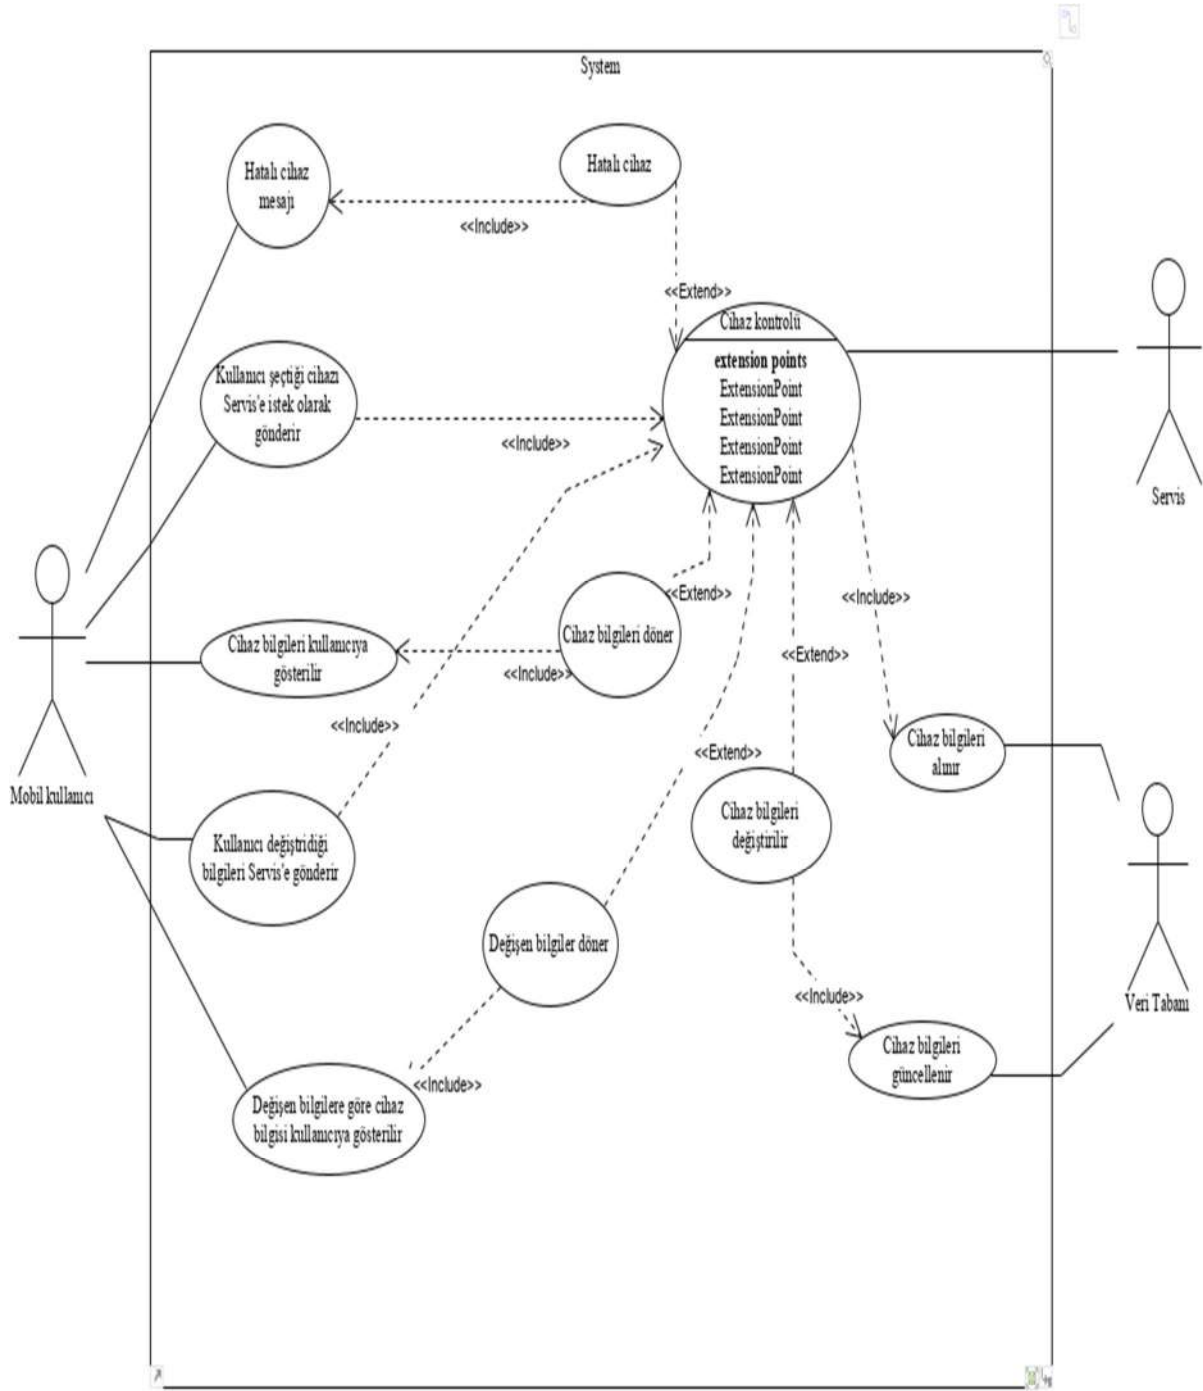 System
Hatalı cihaz
mesajı
Hatalı cihaz
<<Include>>
<<Extend>>
Cihaz kontrolü
extension points
ExtensionPoint
ExtensionPoint
ExtensionPoint
ExtensionPoint
Kullanıcı şeçtiği cihazı
Servis'e istek olarak
gönderir
<<Include>>
Servis
Cihaz bilgileri döner
<<Extend>>
<<Include>>
Cihaz bilgileri kullanıcıya
gösterilir
<<Include>>
<<Extend>>
<<Include>>
<<Extend>>
Mobil kullanıcı
Cihaz bilgileri
alınır
Cihaz bilgileri
değiştirilir
Kullanıcı değiştridiği
bilgileri Servis'e gönderir
Değişen bilgiler döner
<<Include>>
Veri Tabanı
Cihaz bilgileri
güncellenir
<<Include>>
Değişen bilgilere göre cihaz
bilgisi kullanıcıya gösterilir